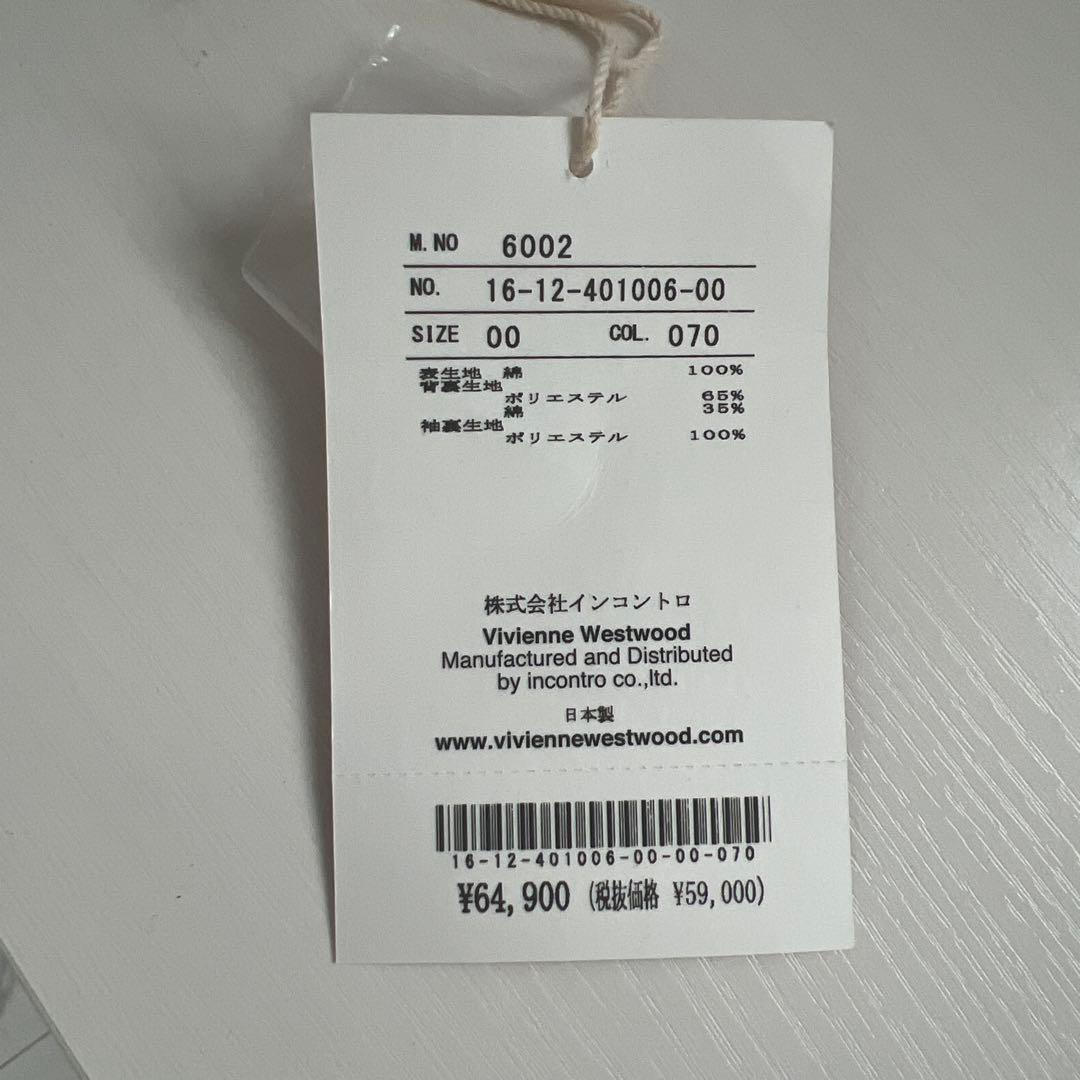 M.NO 6002
NO. 16-12-401006-00
SIZE 00 COL. 070
表生地 綿 100%
背裏生地
ポリエステル 65%
綿 35%
袖裏生地
ポリエステル 100%
株式会社インコントロ
Vivienne Westwood
Manufactured and Distributed
by incontro co.,ltd.
日本製
www.viviennewestwood.com
16-12-401006-00-00-070
¥64,900 (税抜価格 ¥59,000)